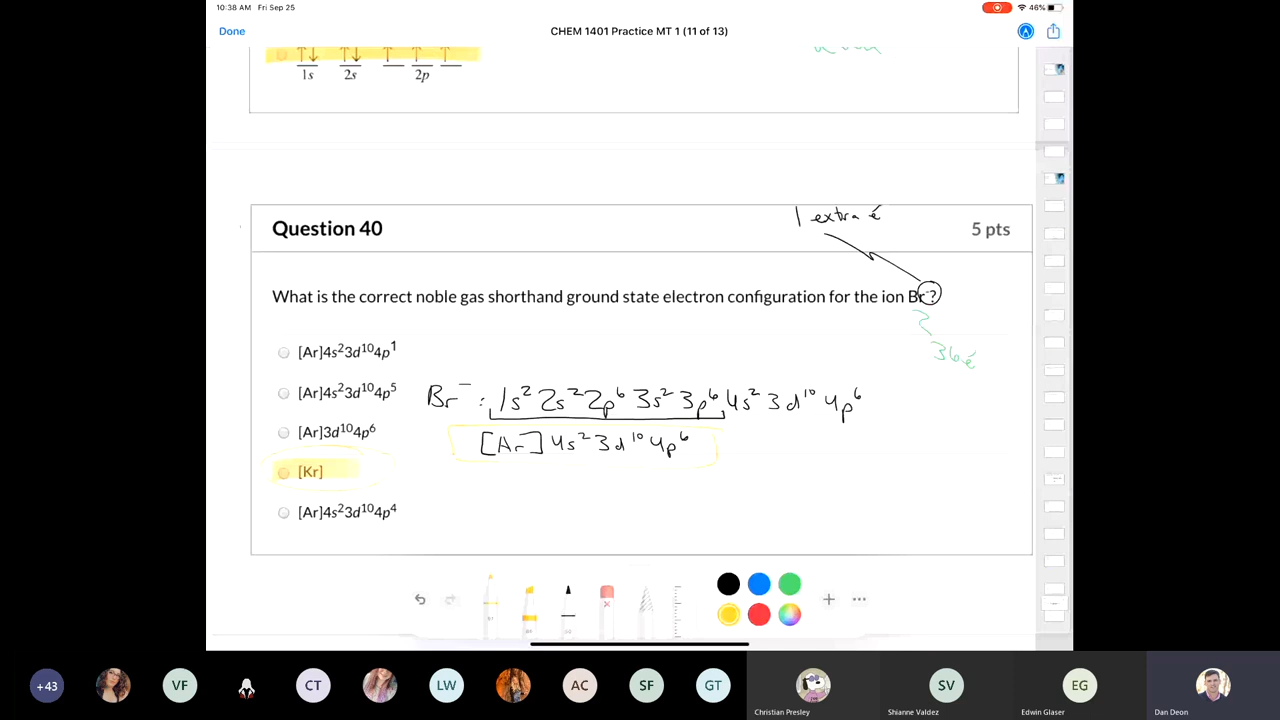 10:38 AM Fri Sep 25
46%
Done
CHEM 1401 Practice MT 1 (11 of 13)
1s 2s 2p
1 extra é
Question 40
5 pts
What is the correct noble gas shorthand ground state electron configuration for the ion Br⁻?
36é
[Ar]4s²3d¹⁰4p¹
[Ar]4s²3d¹⁰4p⁵
Br⁻ : 1s² 2s² 2p⁶ 3s² 3p⁶ 4s² 3d¹⁰ 4p⁶
[Ar]3d¹⁰4p⁶
[Ar] 4s² 3d¹⁰ 4p⁶
[Kr]
[Ar]4s²3d¹⁰4p⁴
+43
VF
CT
LW
AC
SF
GT
SV
EG
Christian Presley
Shianne Valdez
Edwin Glaser
Dan Deon